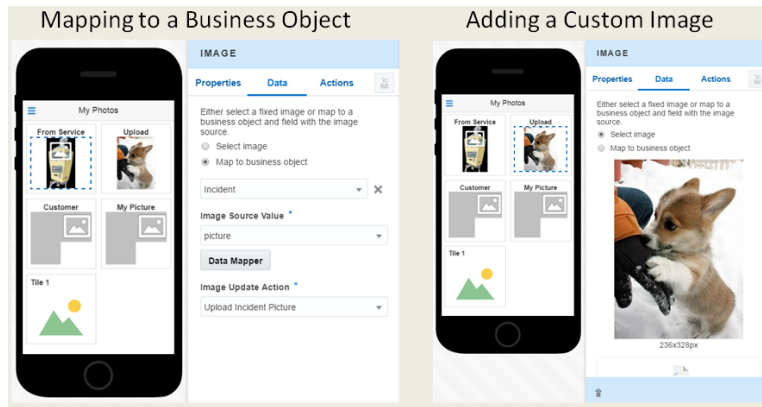 Mapping to a Business Object
IMAGE
Properties Data Actions
My Photos
From Service Upload
Customer My Picture
Tile 1
Either select a fixed image or map to a
business object and field with the image
source.
Select image
Map to business object
Incident
Image Source Value *
picture
Data Mapper
Image Update Action *
Upload Incident Picture
Adding a Custom Image
IMAGE
Properties Data Actions
My Photos
From Service Upload
Customer My Picture
Tile 1
Either select a fixed image or map to a
business object and field with the image
source.
Select image
Map to business object
236x328px